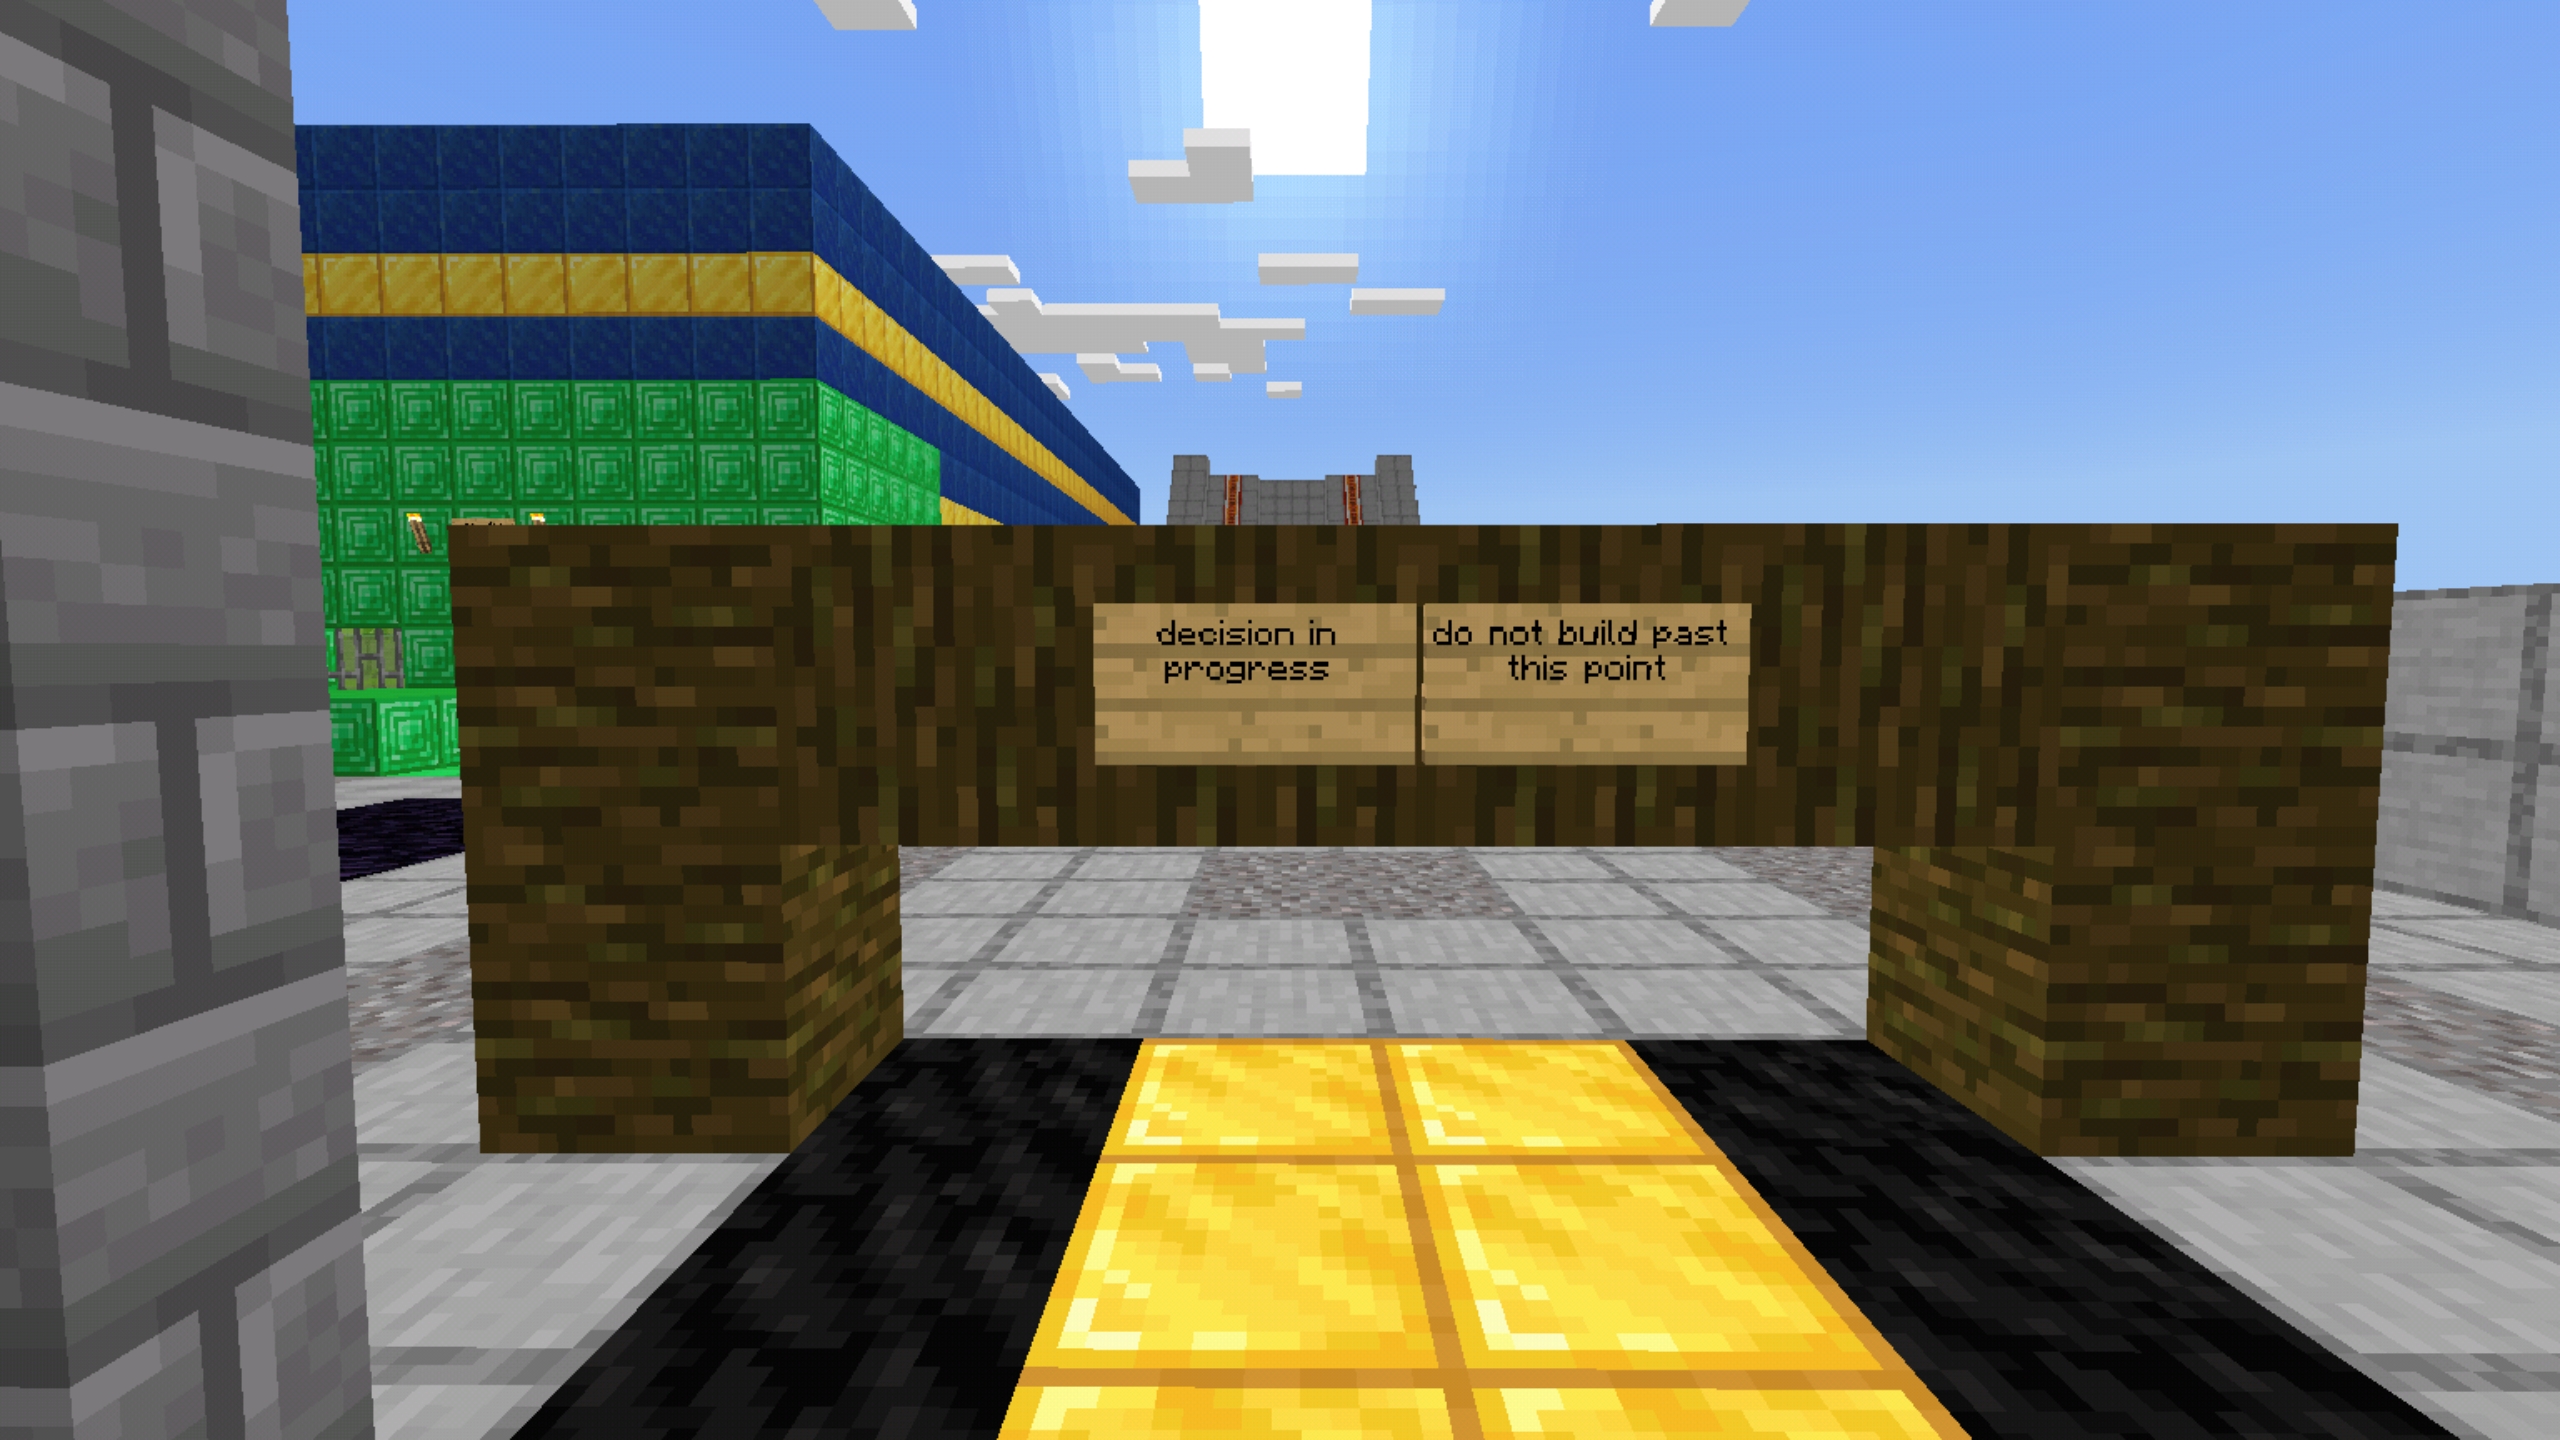 decision in
progress
do not build past
this point